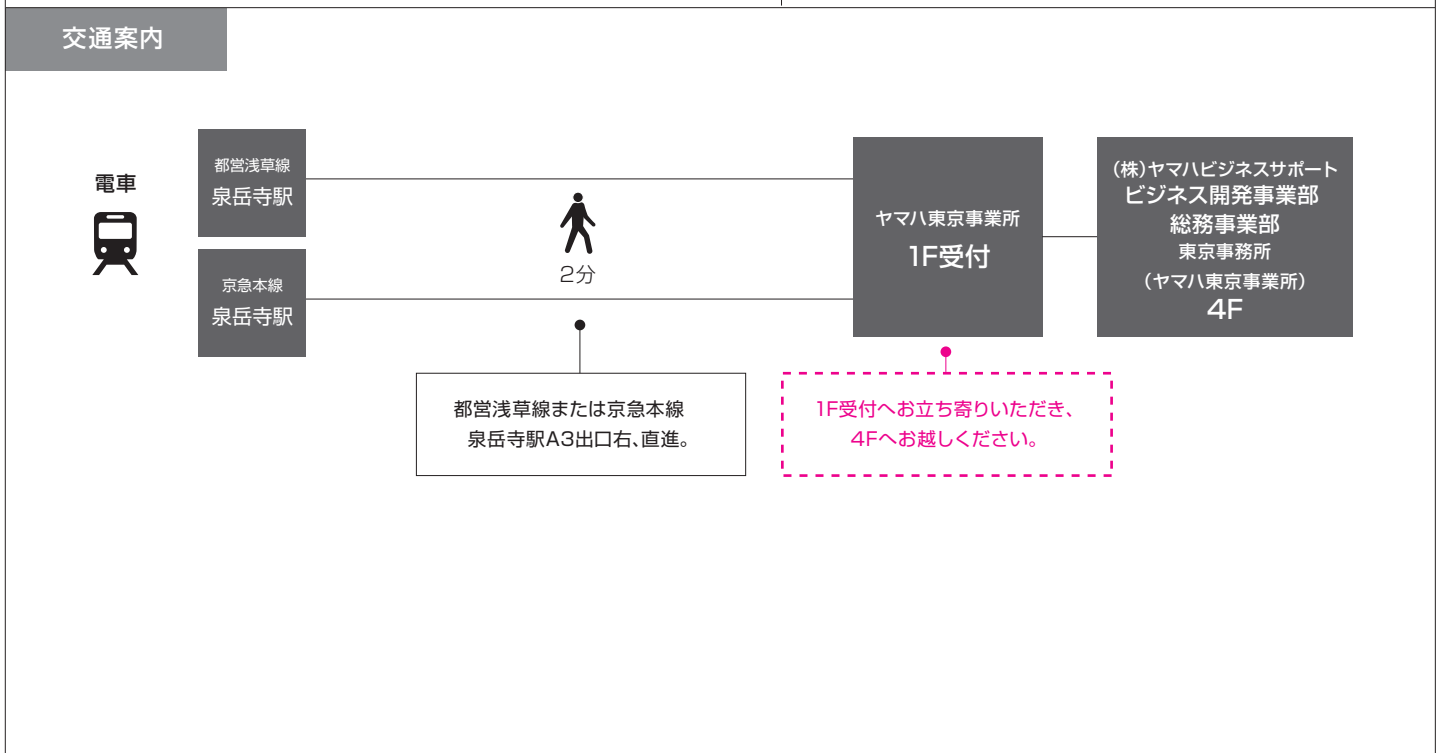 交通案内
電車
都営浅草線
泉岳寺駅
京急本線
泉岳寺駅
2分
都営浅草線または京急本線
泉岳寺駅A3出口右、直進。
ヤマハ東京事業所
1F受付
1F受付へお立ち寄りいただき、
4Fへお越しください。
(株)ヤマハビジネスサポート
ビジネス開発事業部
総務事業部
東京事務所
(ヤマハ東京事業所)
4F